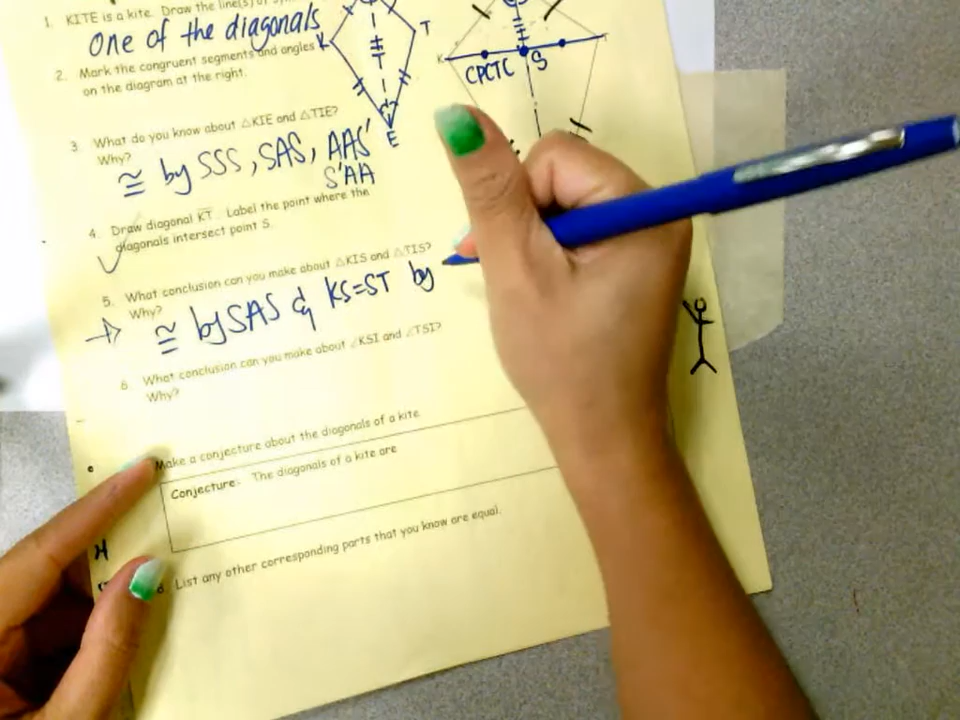 1. KITE is a kite. Draw the line(s) of
One of the diagonals
K
T
E
2. Mark the congruent segments and angles
on the diagram at the right.
K
CPCTC
S
3. What do you know about △KIE and △TIE?
Why?
≅ by SSS, SAS, AAS'
S'AA
4. Draw diagonal KT. Label the point where the
diagonals intersect point S.
5. What conclusion can you make about △KIS and △TIS?
Why?
≅ by SAS & KS=ST by
6. What conclusion can you make about ∠KSI and ∠TSI?
Why?
Make a conjecture about the diagonals of a kite.
Conjecture: The diagonals of a kite are
List any other corresponding parts that you know are equal.